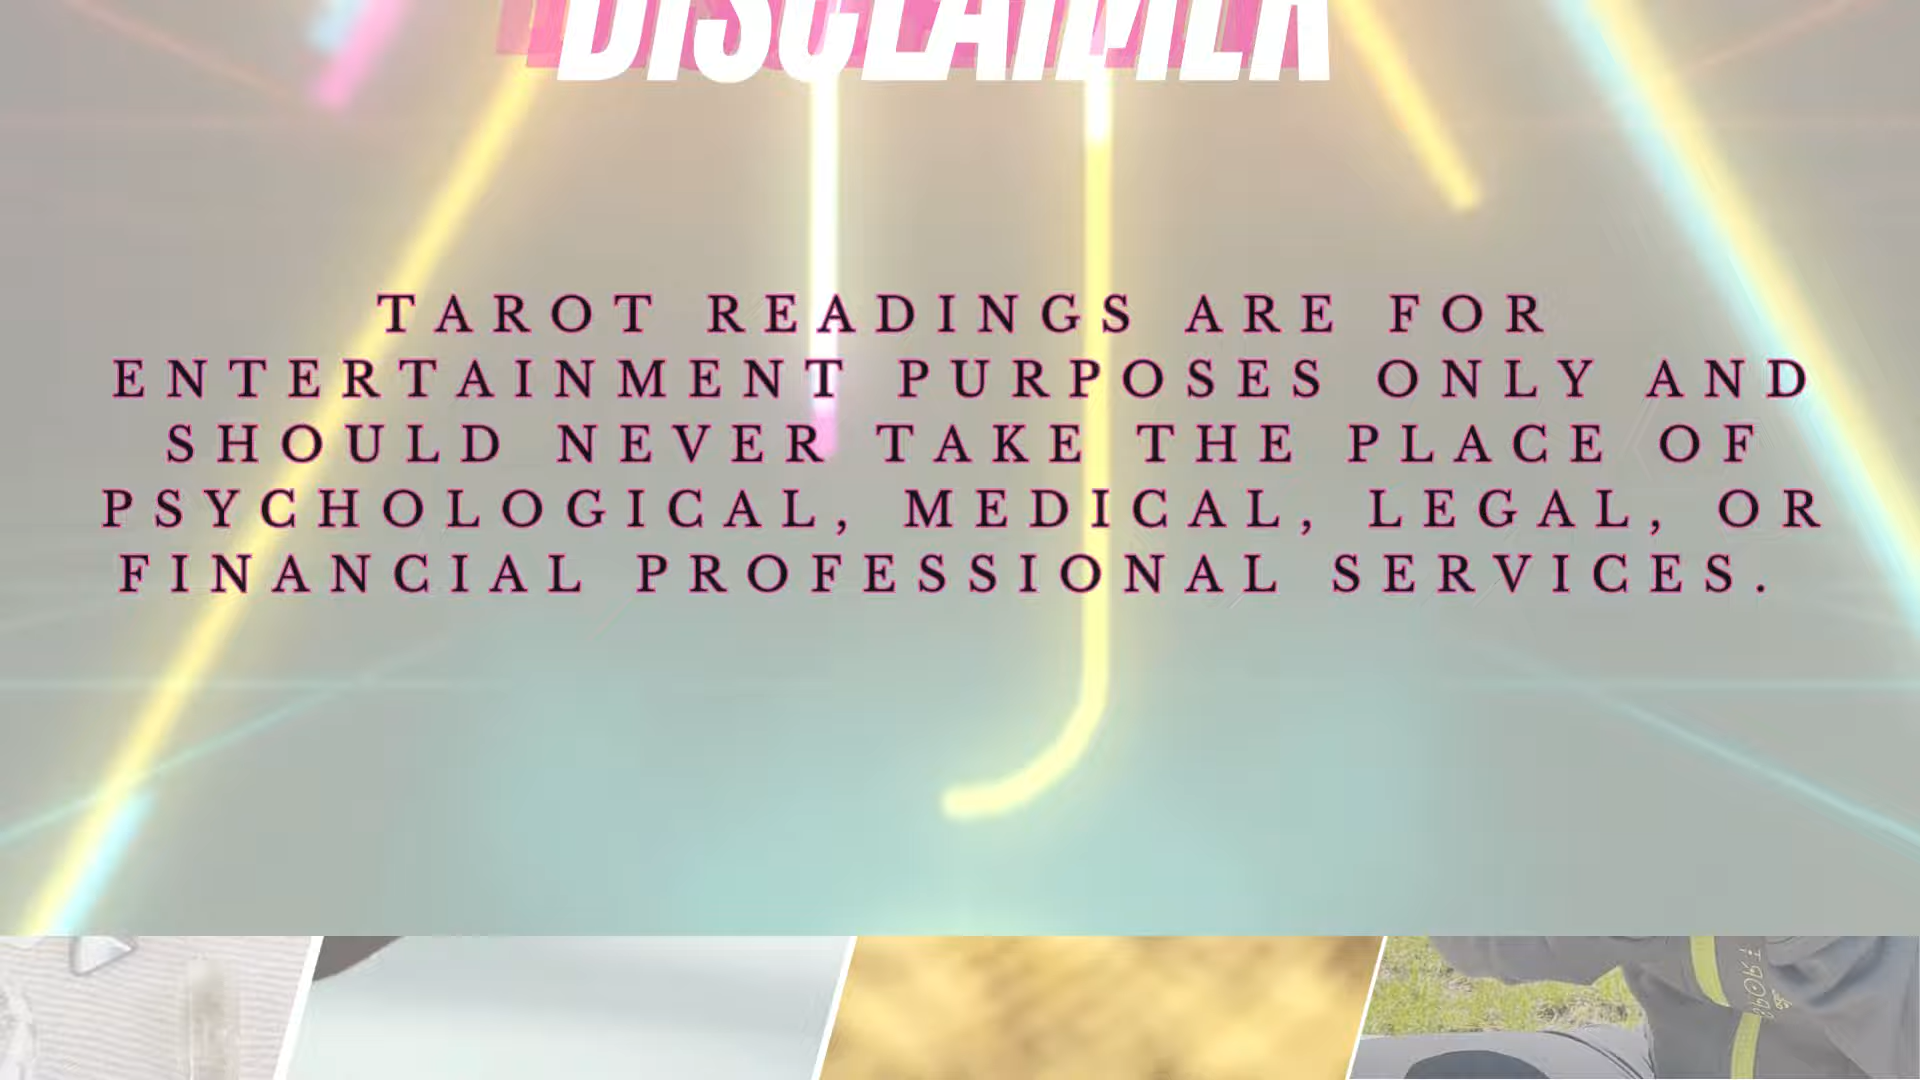 DISCLAIMER
TAROT READINGS ARE FOR
ENTERTAINMENT PURPOSES ONLY AND
SHOULD NEVER TAKE THE PLACE OF
PSYCHOLOGICAL, MEDICAL, LEGAL, OR
FINANCIAL PROFESSIONAL SERVICES.